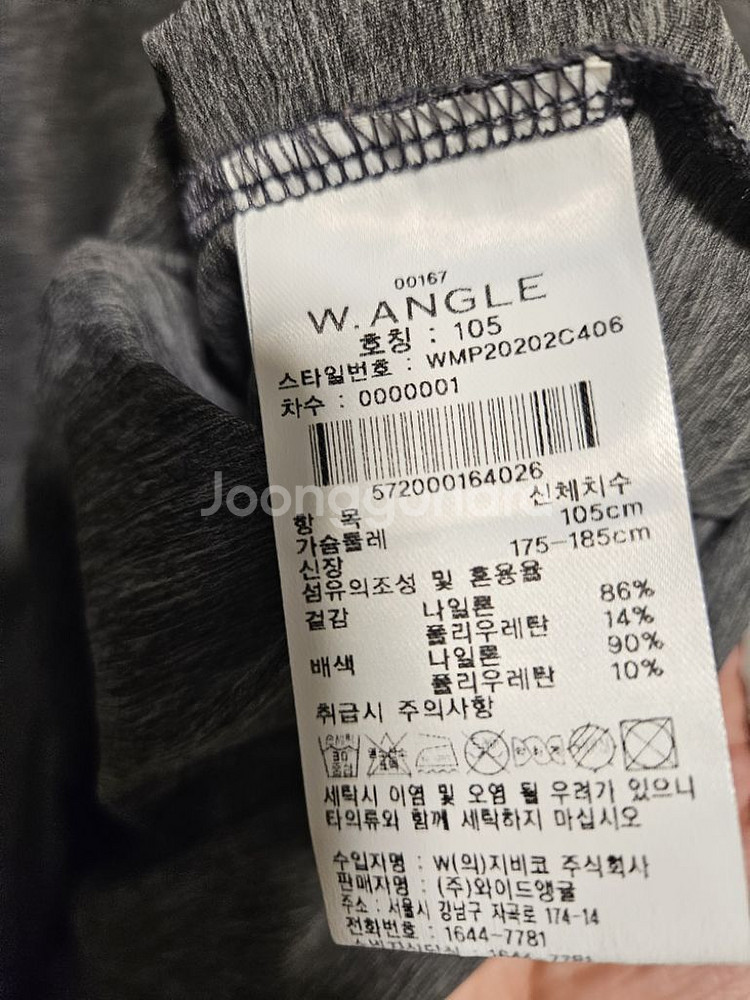 00167
W.ANGLE
호칭 : 105
스타일번호 : WMP20202C406
차수 : 0000001
572000164026
항 목 신체치수
가슴둘레 105cm
신장 175-185cm
섬유의조성 및 혼용율
겉감 나일론 86%
폴리우레탄 14%
배색 나일론 90%
폴리우레탄 10%
취급시 주의사항
세탁시 이염 및 오염 될 우려가 있으니
타의류와 함께 세탁하지 마십시오
수입자명 : W(의)지비코 주식회사
판매자명 : (주)와이드앵글
주소 : 서울시 강남구 자곡로 174-14
전화번호 : 1644-7781
Joonggonara